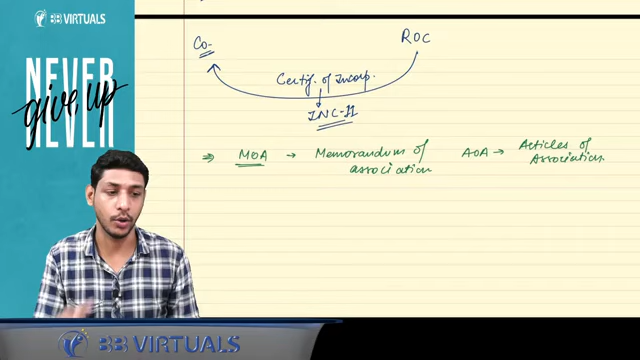 BB VIRTUALS
NEVER
give up
NEVER
Co-
ROC
Certif. of Incorp.
INC-11
⇒ MOA → Memorandum of association
AOA → Articles of Association
BB VIRTUALS